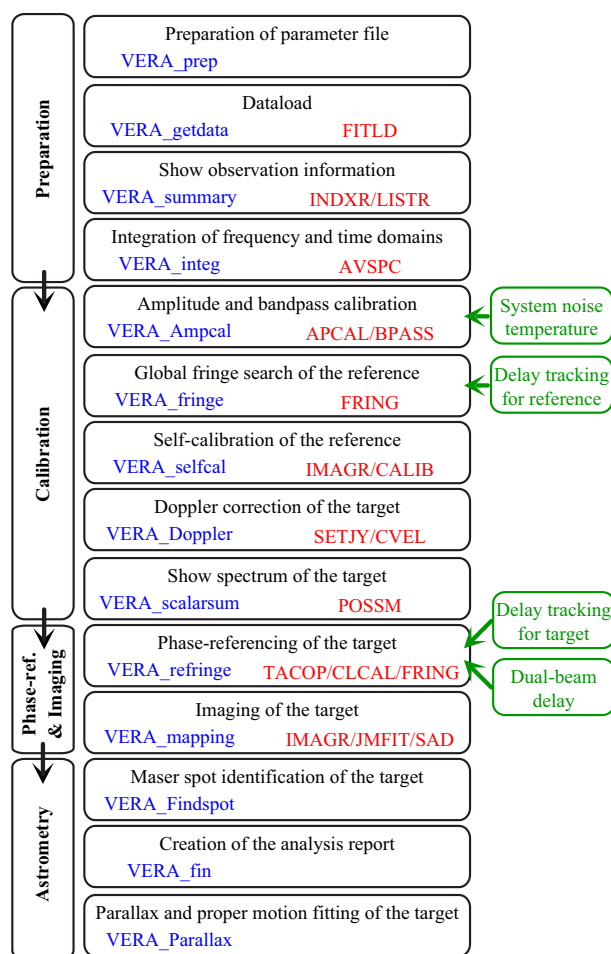 Preparation
Preparation of parameter file
VERA_prep
Dataload
VERA_getdata FITLD
Show observation information
VERA_summary INDXR/LISTR
Integration of frequency and time domains
VERA_integ AVSPC
Calibration
Amplitude and bandpass calibration
VERA_Ampcal APCAL/BPASS
System noise
temperature
Global fringe search of the reference
VERA_fringe FRING
Delay tracking
for reference
Self-calibration of the reference
VERA_selfcal IMAGR/CALIB
Doppler correction of the target
VERA_Doppler SETJY/CVEL
Show spectrum of the target
VERA_scalarsum POSSM
Phase-ref.
& Imaging
Phase-referencing of the target
VERA_refringe TACOP/CLCAL/FRING
Delay tracking
for target
Dual-beam
delay
Imaging of the target
VERA_mapping IMAGR/JMFIT/SAD
Astrometry
Maser spot identification of the target
VERA_Findspot
Creation of the analysis report
VERA_fin
Parallax and proper motion fitting of the target
VERA_Parallax